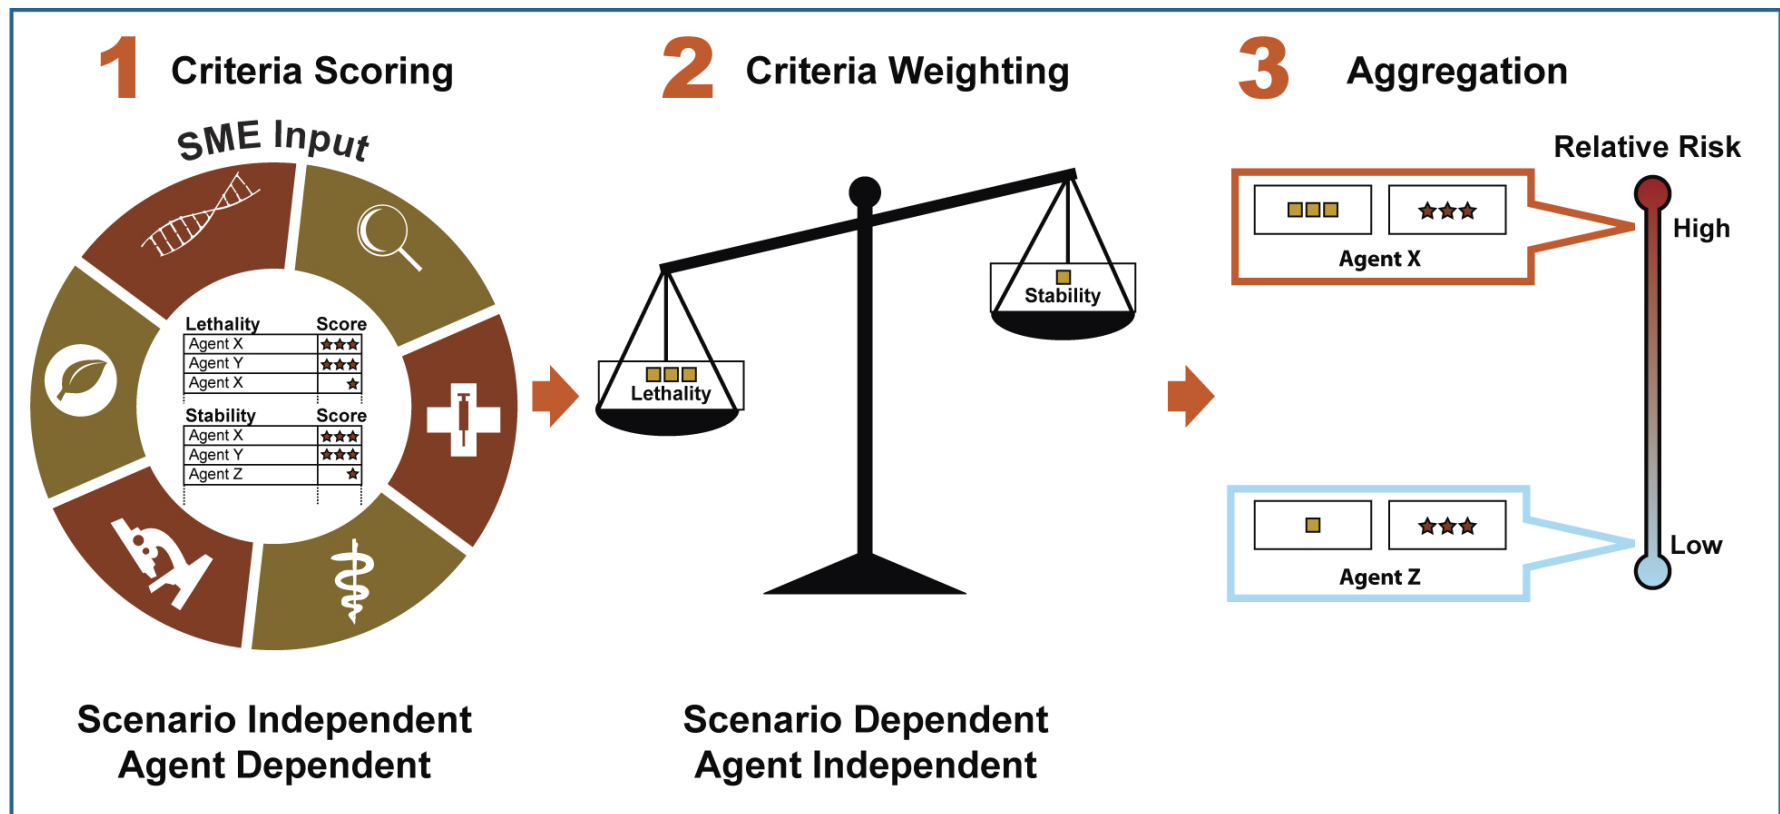 1 Criteria Scoring
SME Input
Lethality Score
Agent X
Agent Y
Agent X
Stability Score
Agent X
Agent Y
Agent Z
Scenario Independent
Agent Dependent
2 Criteria Weighting
Lethality
Stability
Scenario Dependent
Agent Independent
3 Aggregation
Relative Risk
Agent X
High
Agent Z
Low